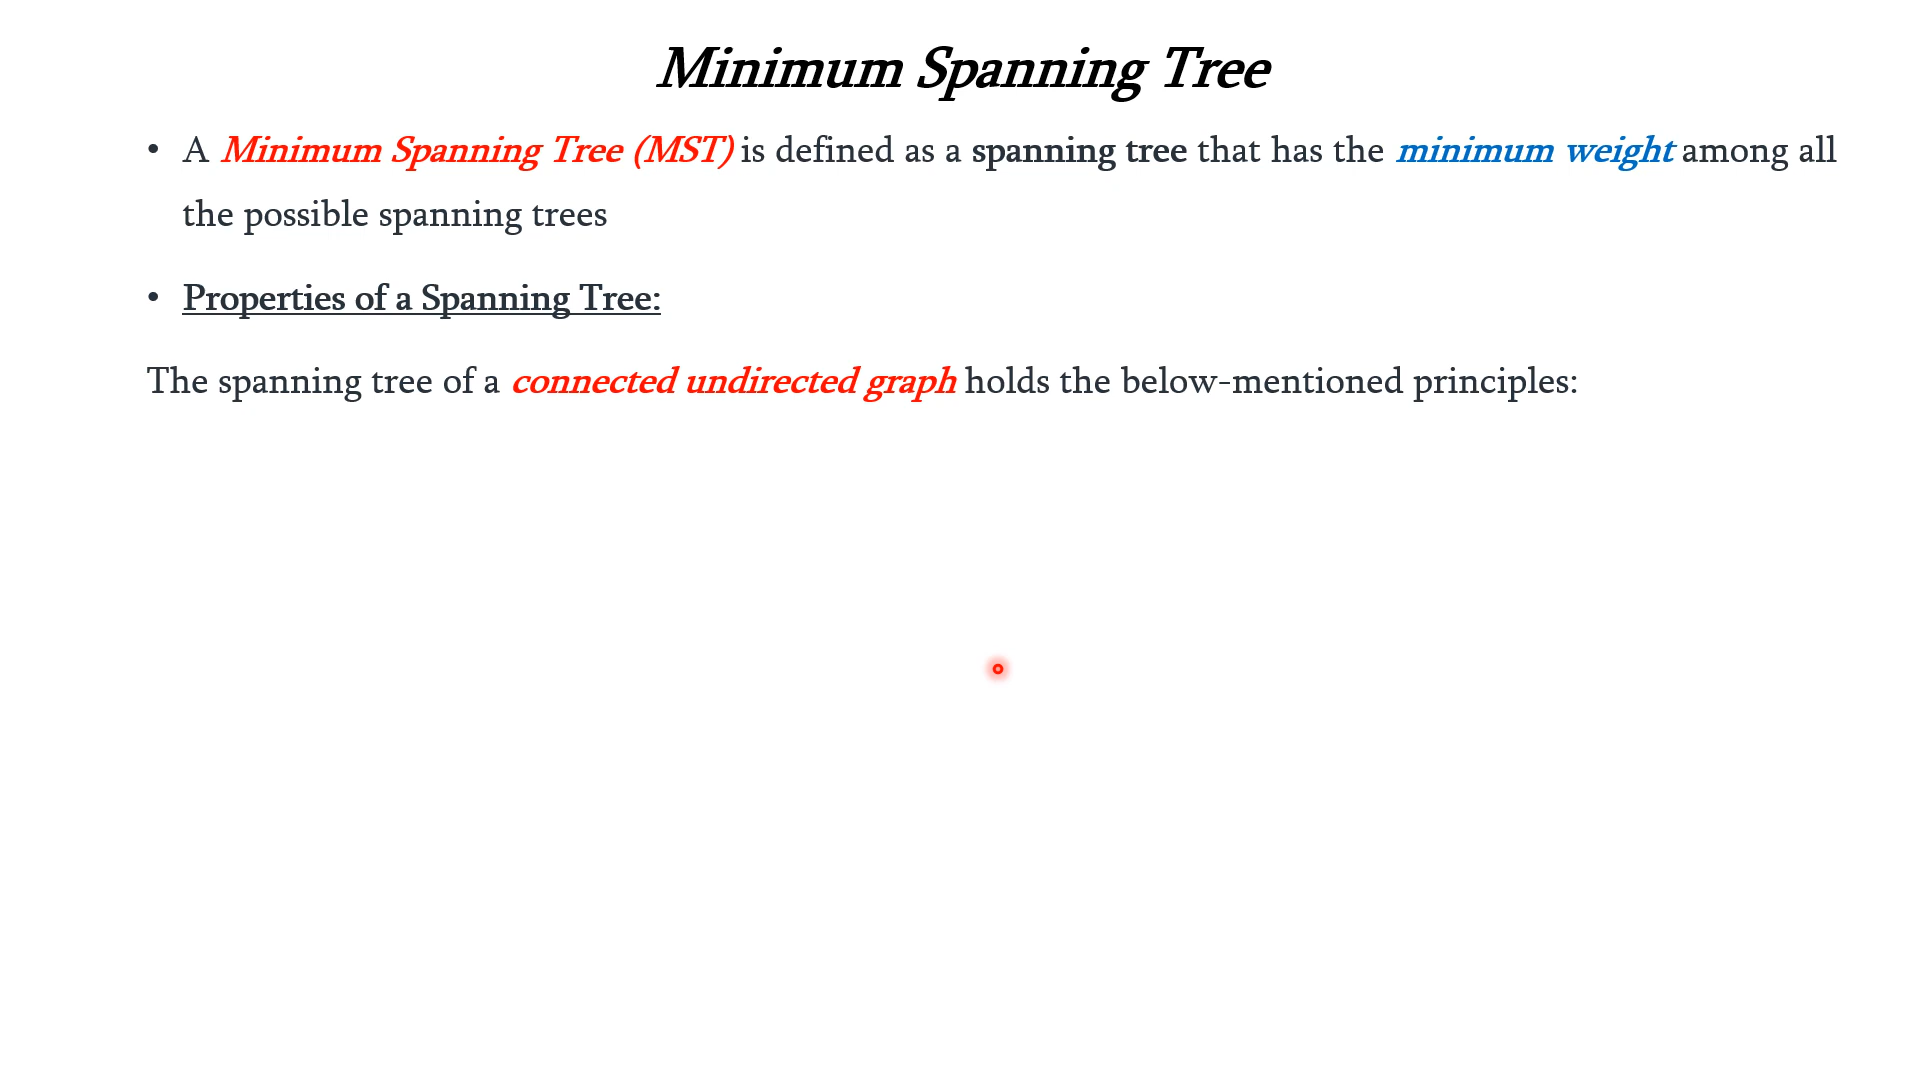 Minimum Spanning Tree
• A Minimum Spanning Tree (MST) is defined as a spanning tree that has the minimum weight among all
the possible spanning trees
• Properties of a Spanning Tree:
The spanning tree of a connected undirected graph holds the below-mentioned principles: